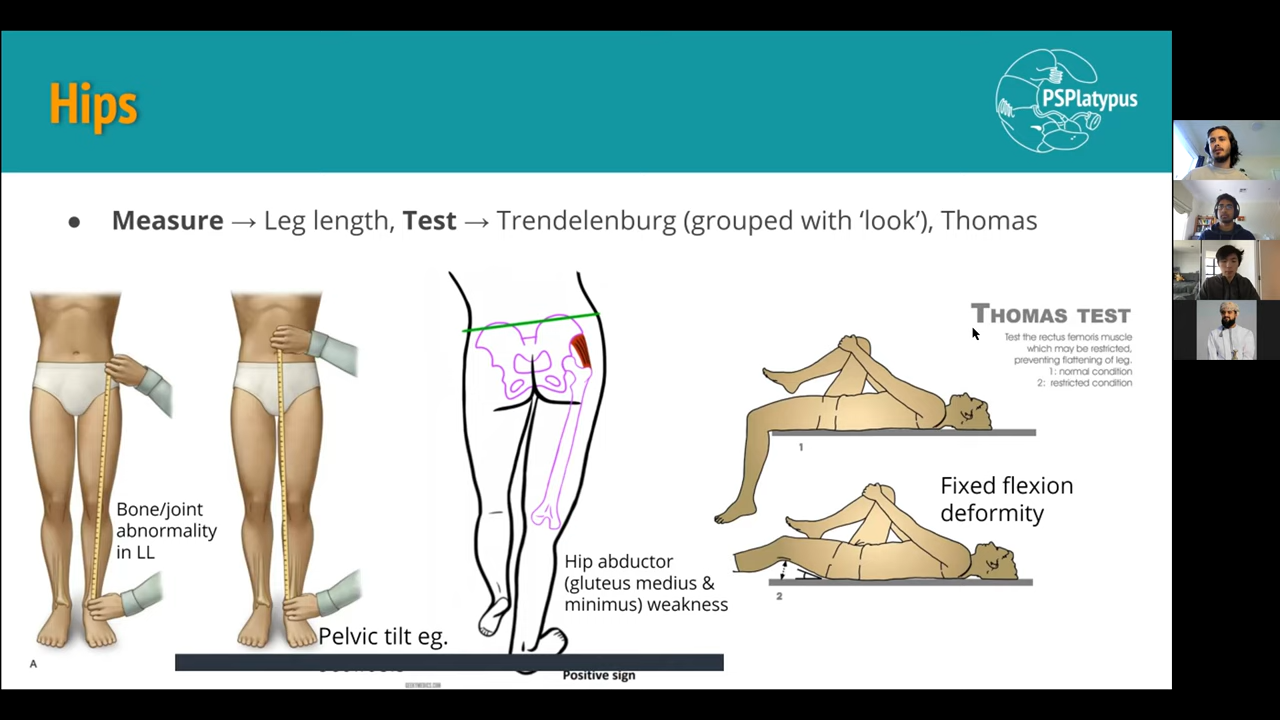 Hips
PSPlatypus
● Measure → Leg length, Test → Trendelenburg (grouped with ‘look’), Thomas
Bone/joint
abnormality
in LL
A
Pelvic tilt eg.
Hip abductor
(gluteus medius &
minimus) weakness
Positive sign
GEEKYMEDICS.COM
THOMAS TEST
Test the rectus femoris muscle
which may be restricted,
preventing flattening of leg.
1: normal condition
2: restricted condition
1
Fixed flexion
deformity
2